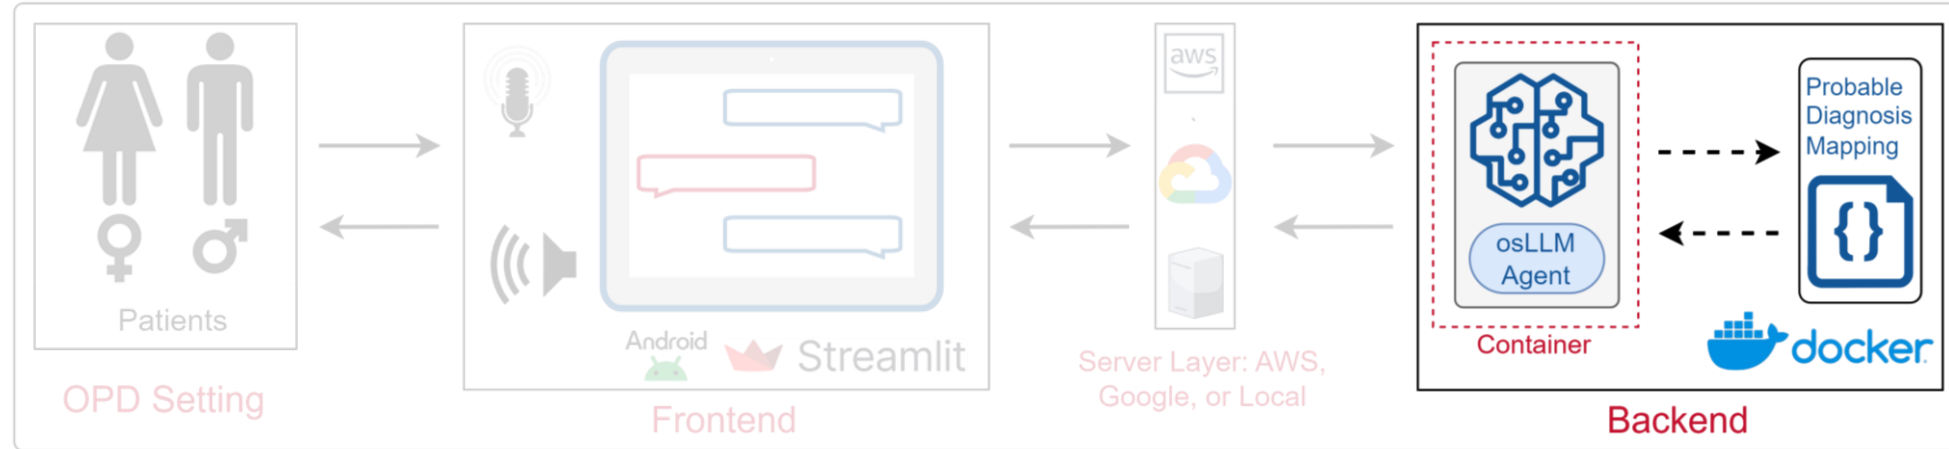 Patients
OPD Setting
Android
Streamlit
Frontend
aws
Server Layer: AWS,
Google, or Local
osLLM
Agent
Container
Probable
Diagnosis
Mapping
{}
docker
Backend